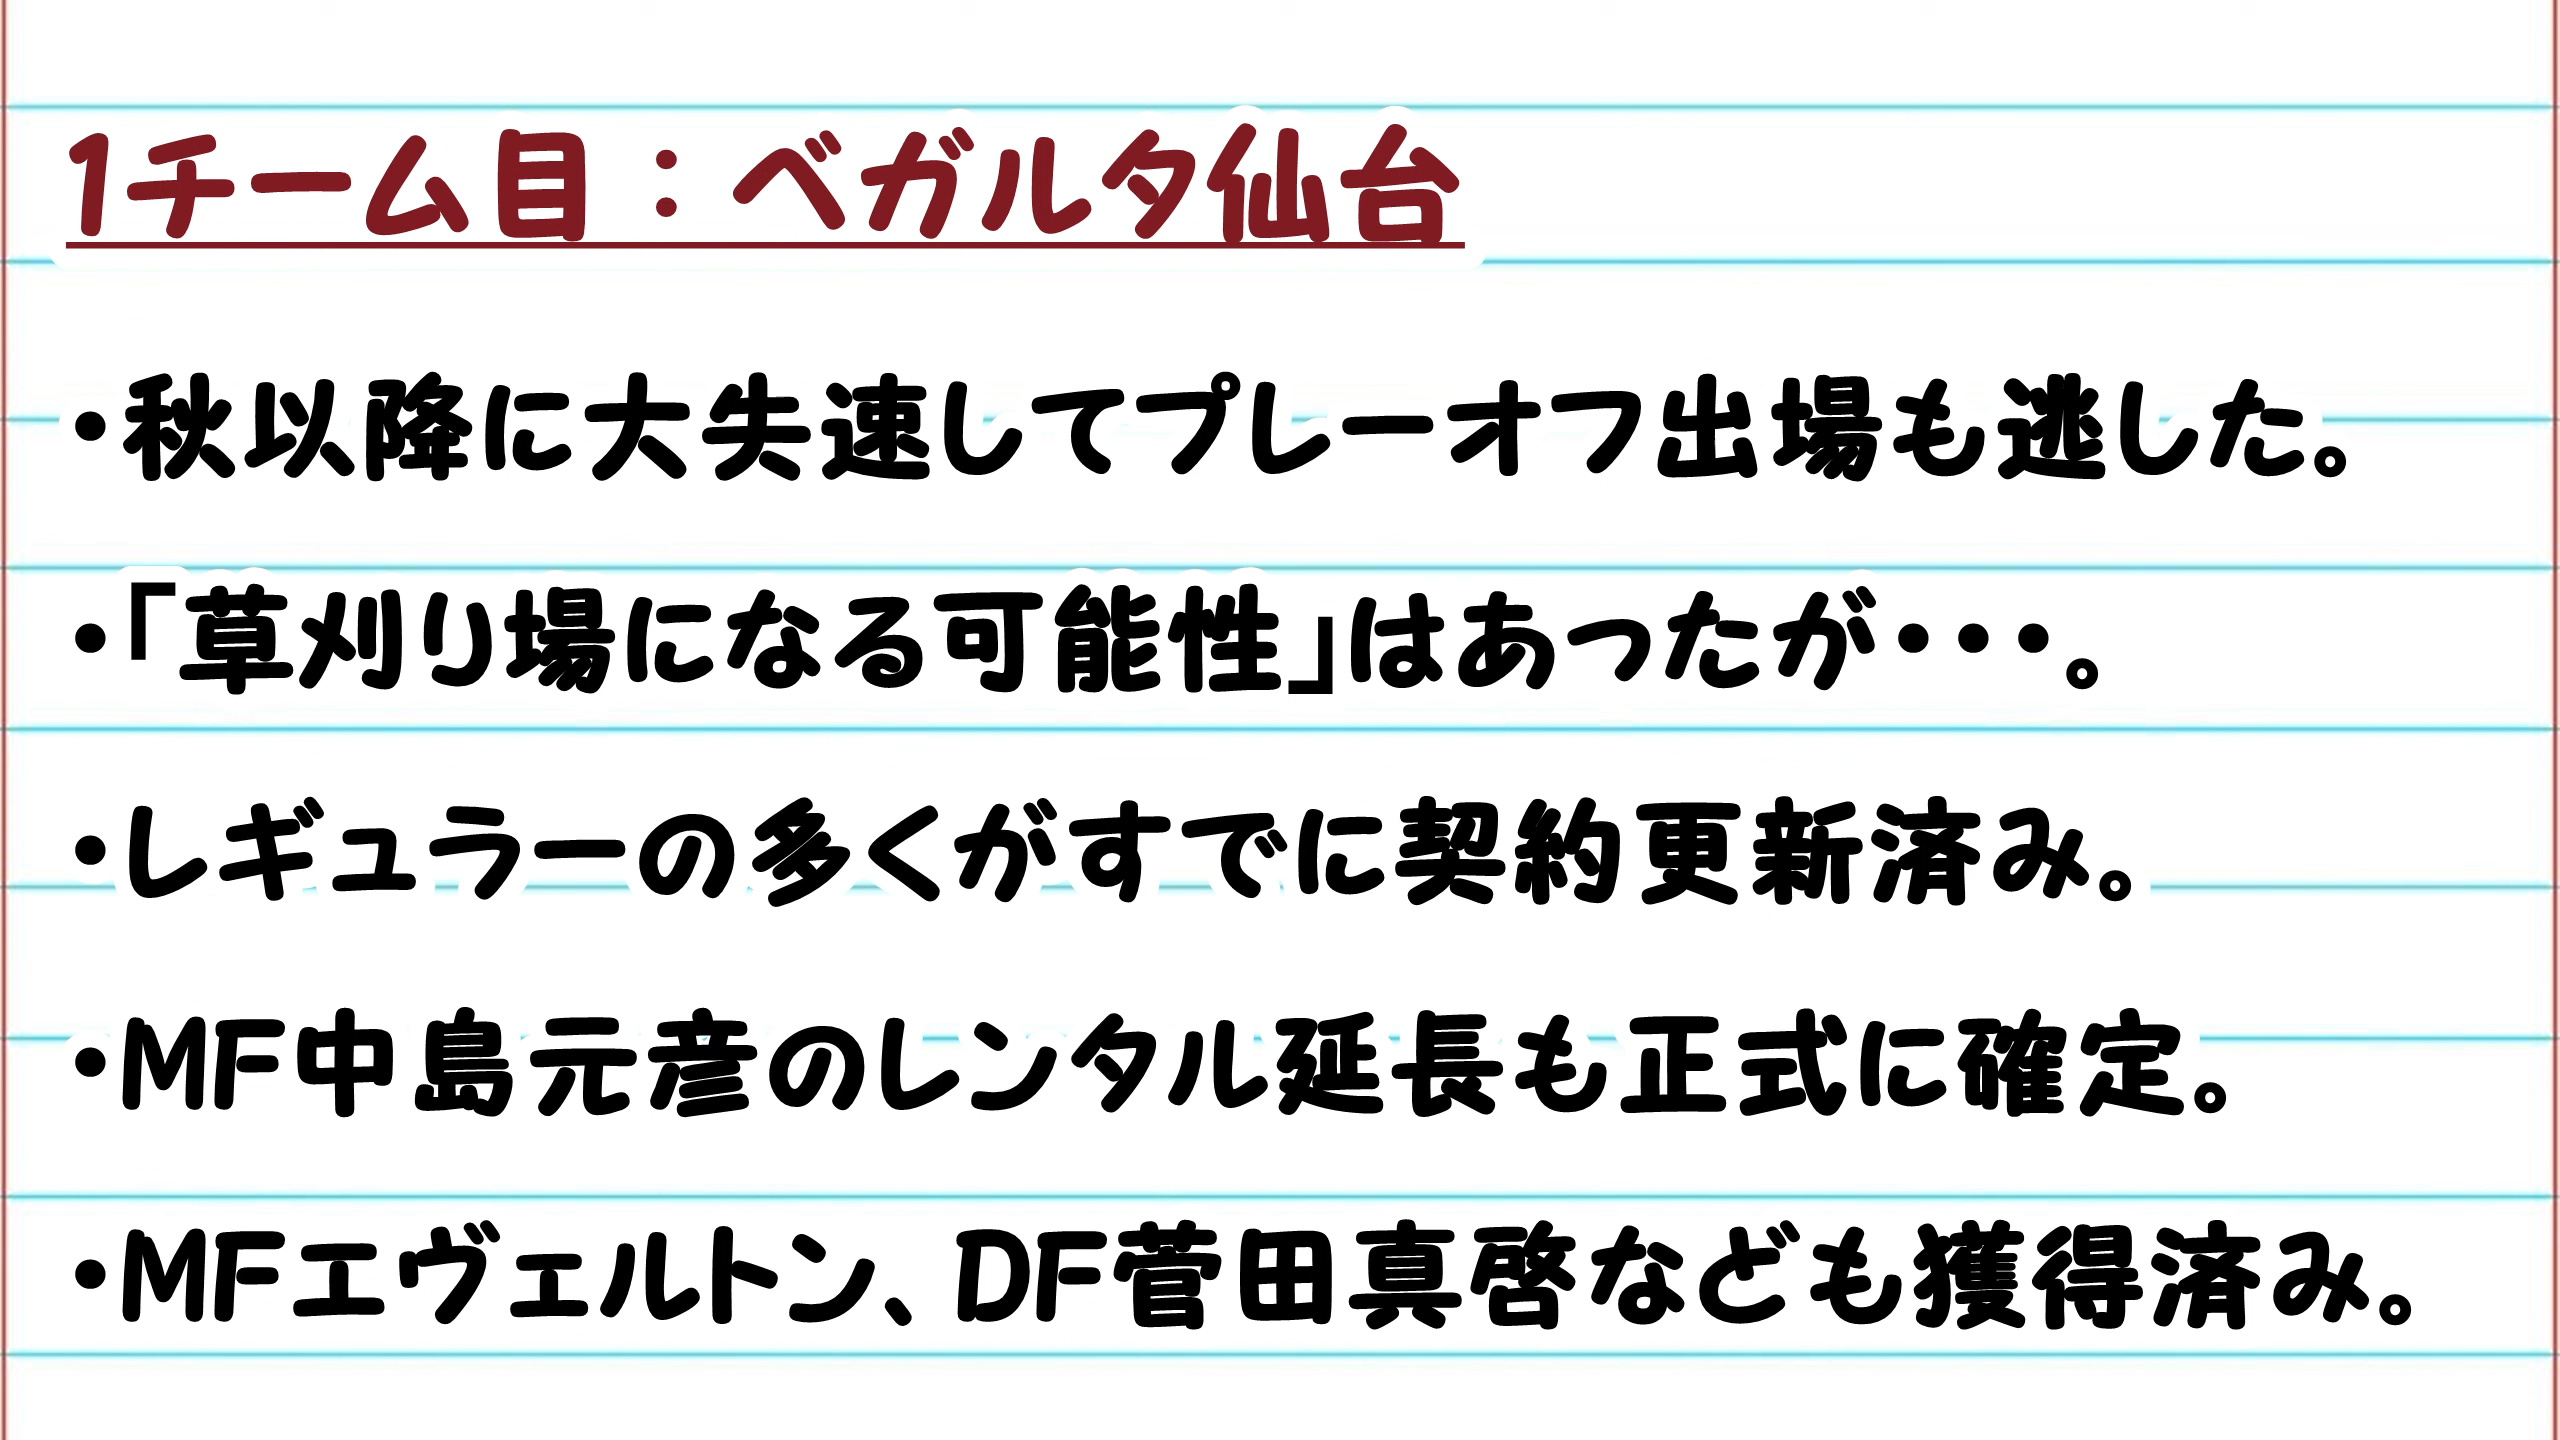 1チーム目：ベガルタ仙台
・秋以降に大失速してプレーオフ出場も逃した。
・「草刈り場になる可能性」はあったが・・・。
・レギュラーの多くがすでに契約更新済み。
・MF中島元彦のレンタル延長も正式に確定。
・MFエヴェルトン、DF菅田真啓なども獲得済み。